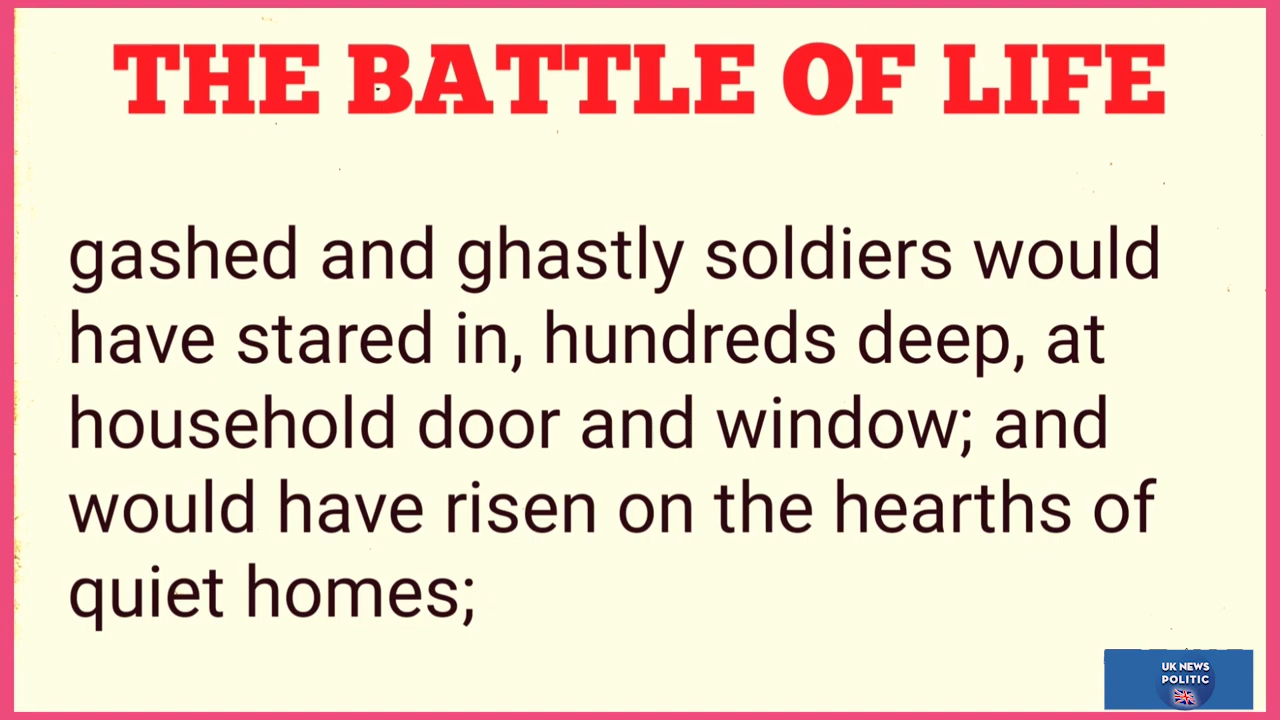 THE BATTLE OF LIFE
gashed and ghastly soldiers would
have stared in, hundreds deep, at
household door and window; and
would have risen on the hearths of
quiet homes;
UK NEWS
POLITIC